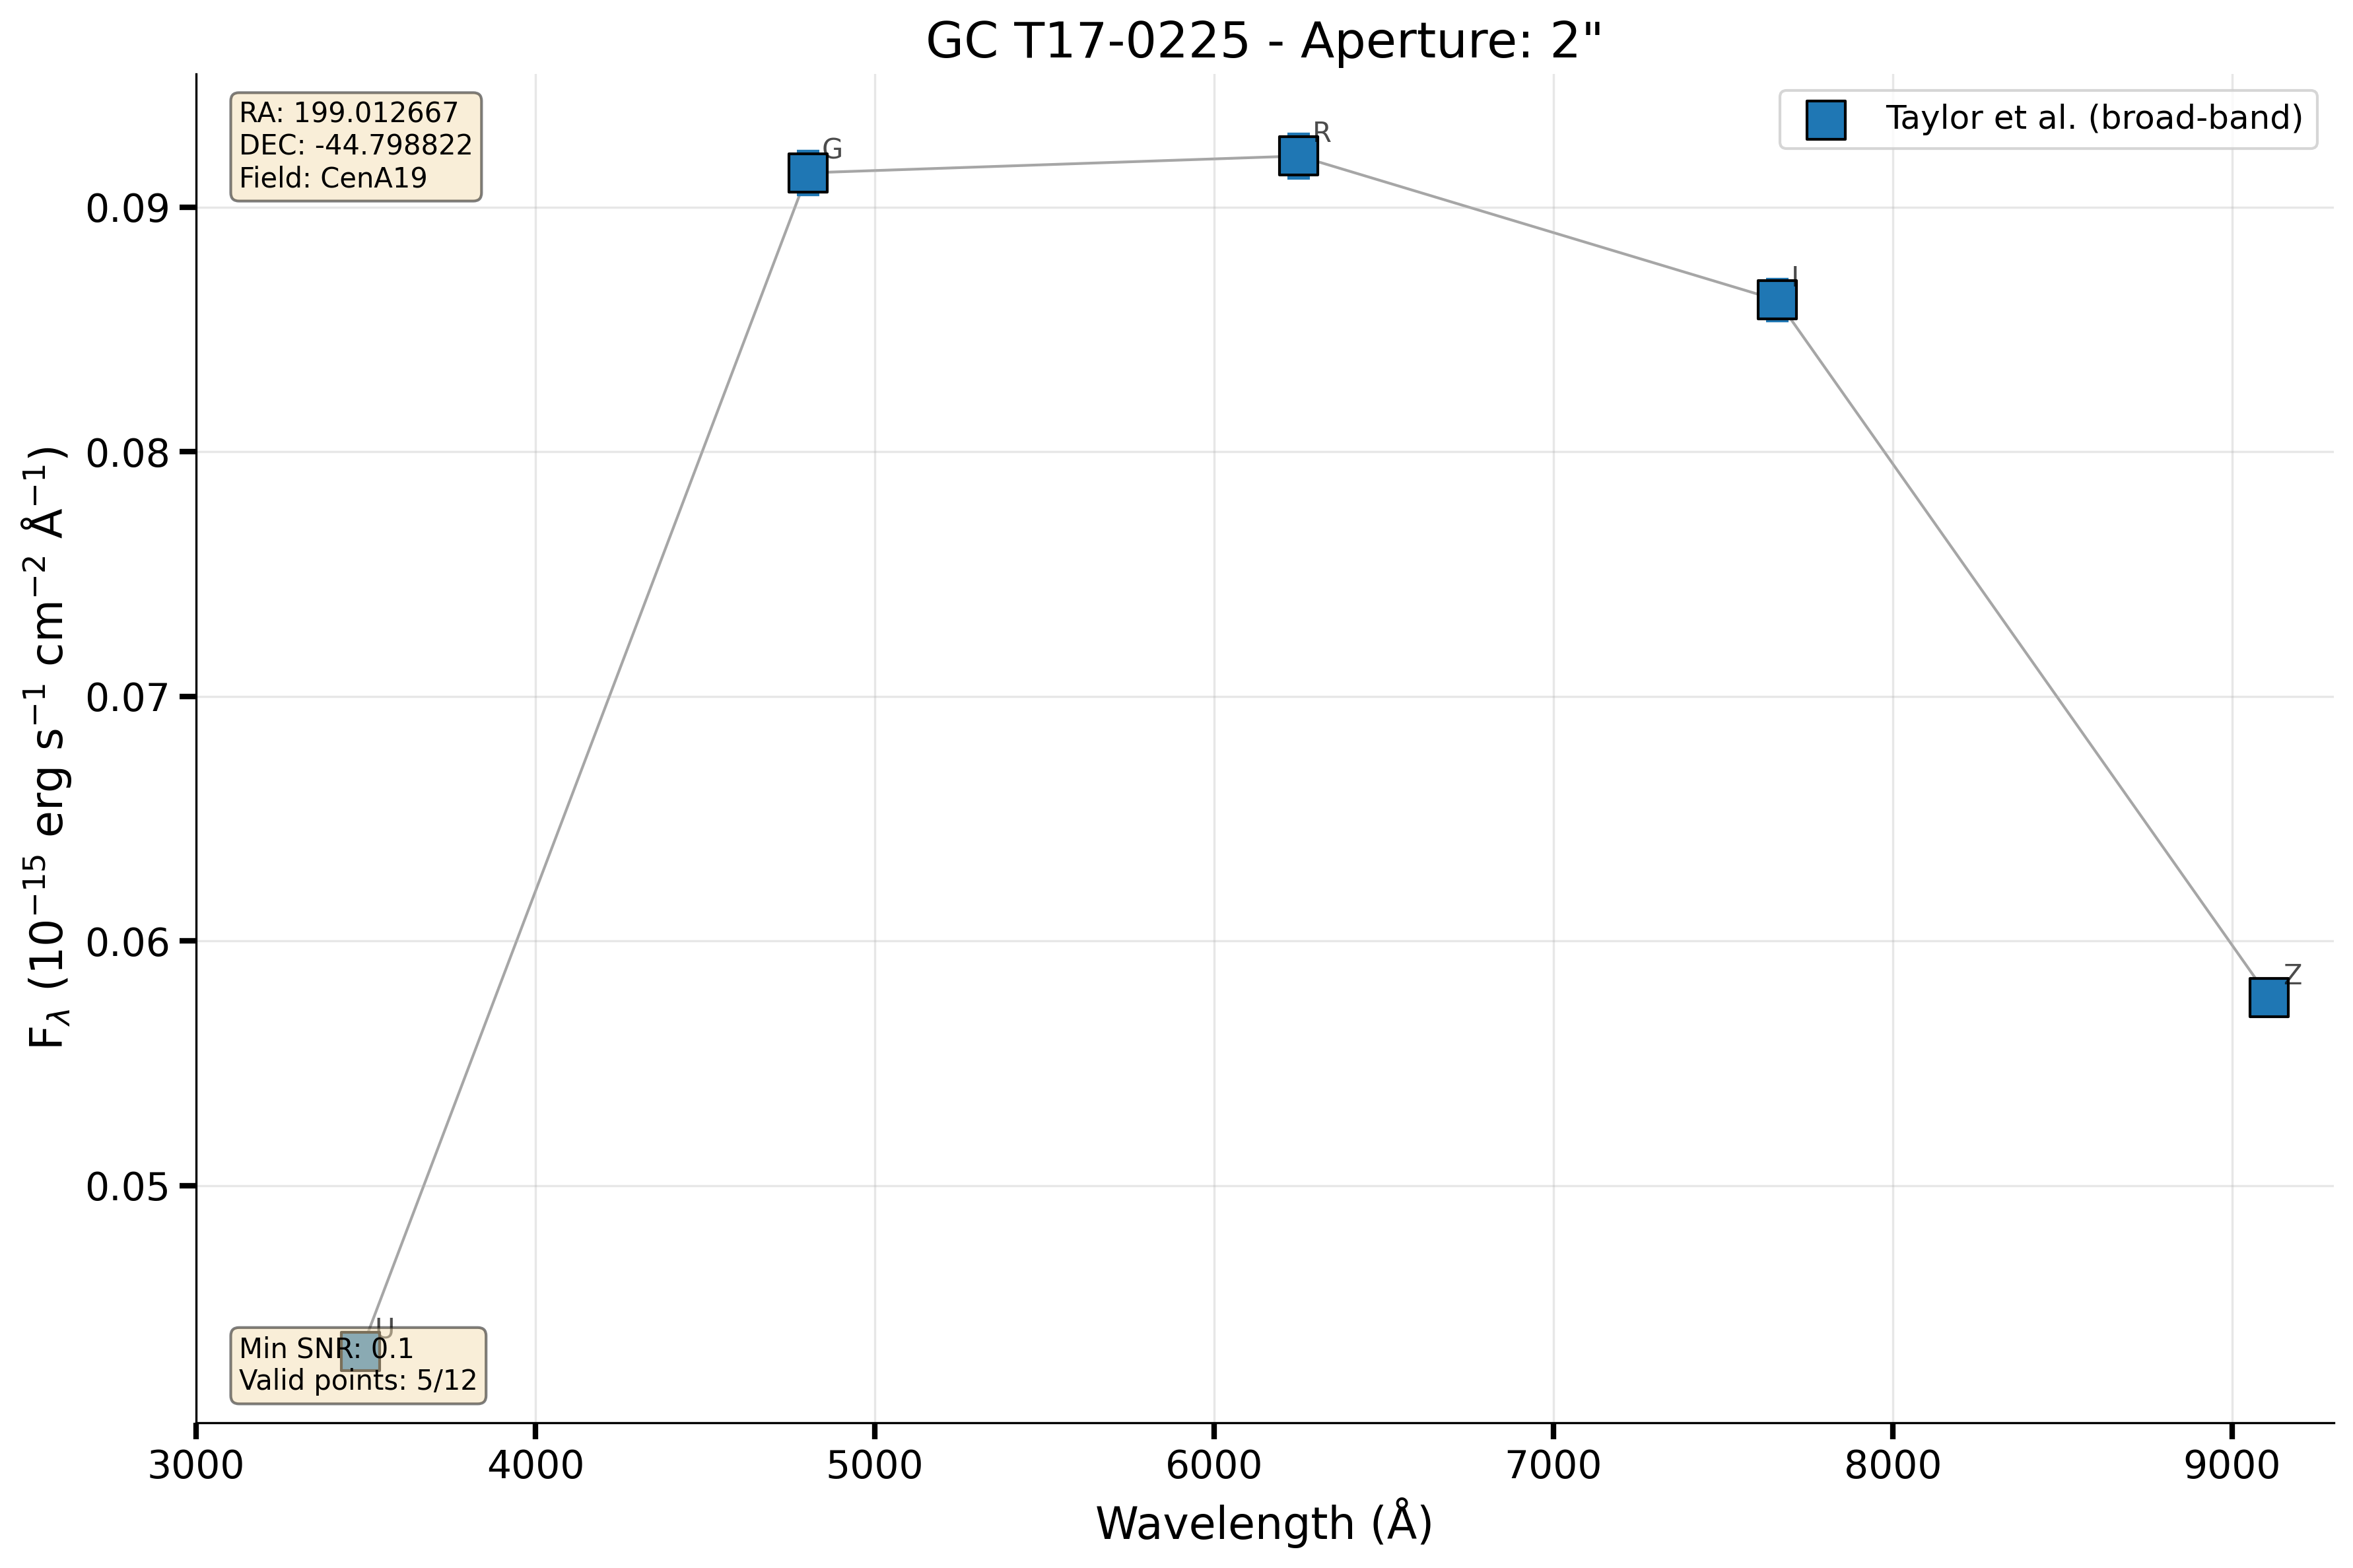 GC T17-0225 - Aperture: 2"
RA: 199.012667
DEC: -44.798822
Field: CenA19
Taylor et al. (broad-band)
G
R
I
Z
U
Min SNR: 0.1
Valid points: 5/12
0.09
0.08
0.07
0.06
0.05
F_λ (10⁻¹⁵ erg s⁻¹ cm⁻² Å⁻¹)
3000 4000 5000 6000 7000 8000 9000
Wavelength (Å)